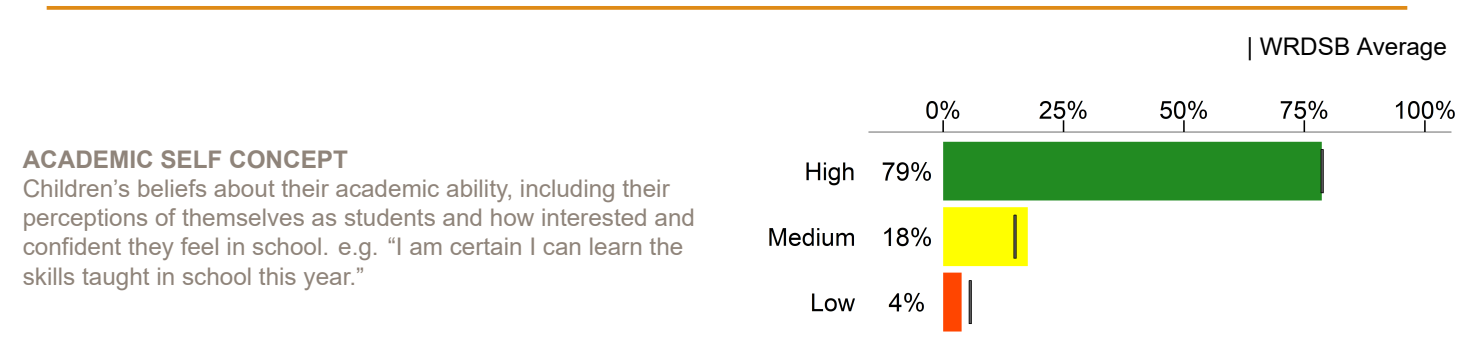 | WRDSB Average
0% 25% 50% 75% 100%
ACADEMIC SELF CONCEPT
Children’s beliefs about their academic ability, including their
perceptions of themselves as students and how interested and
confident they feel in school. e.g. “I am certain I can learn the
skills taught in school this year.”
High 79%
Medium 18%
Low 4%